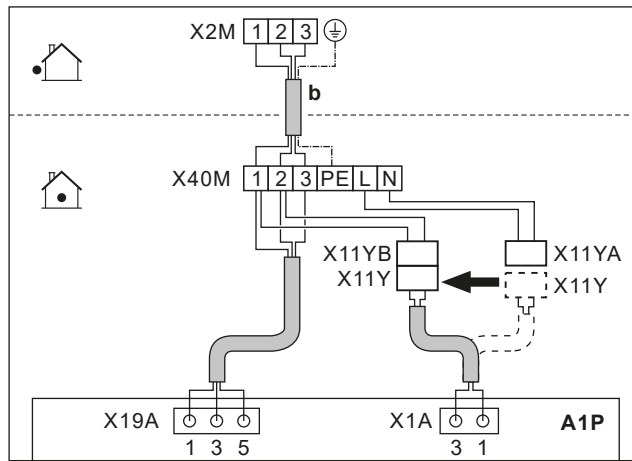 X2M 1 2 3
b
X40M 1 2 3 PE L N
X11YB X11YA
X11Y X11Y
X19A X1A A1P
1 3 5 3 1